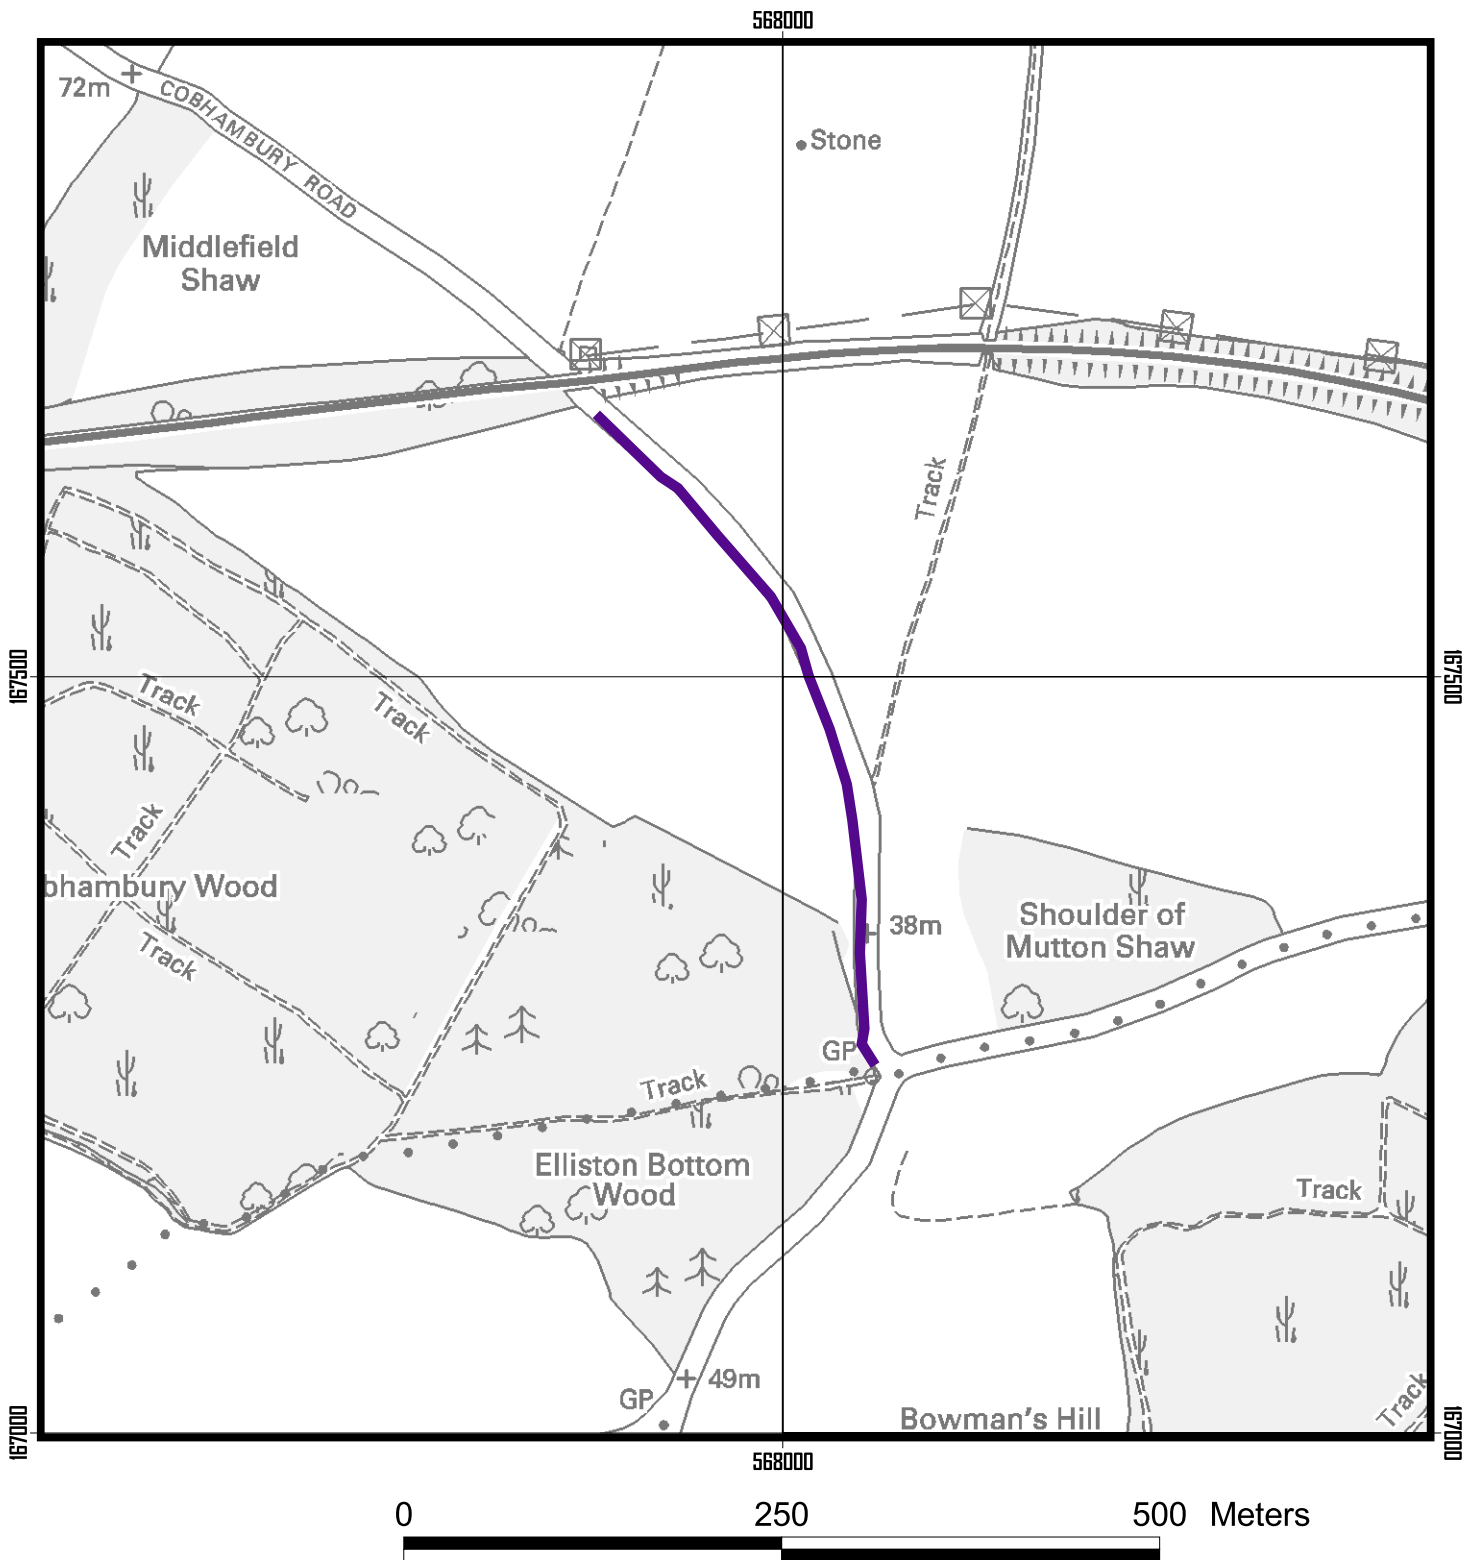 568000
72m
COBHAMBURY ROAD
Stone
Middlefield
Shaw
Track
167500
167500
Track
Track
Track
bhambury Wood
Track
Shoulder of
Mutton Shaw
38m
GP
Track
Elliston Bottom
Wood
Track
49m
GP
Bowman's Hill
Track
167000
167000
568000
0 250 500 Meters